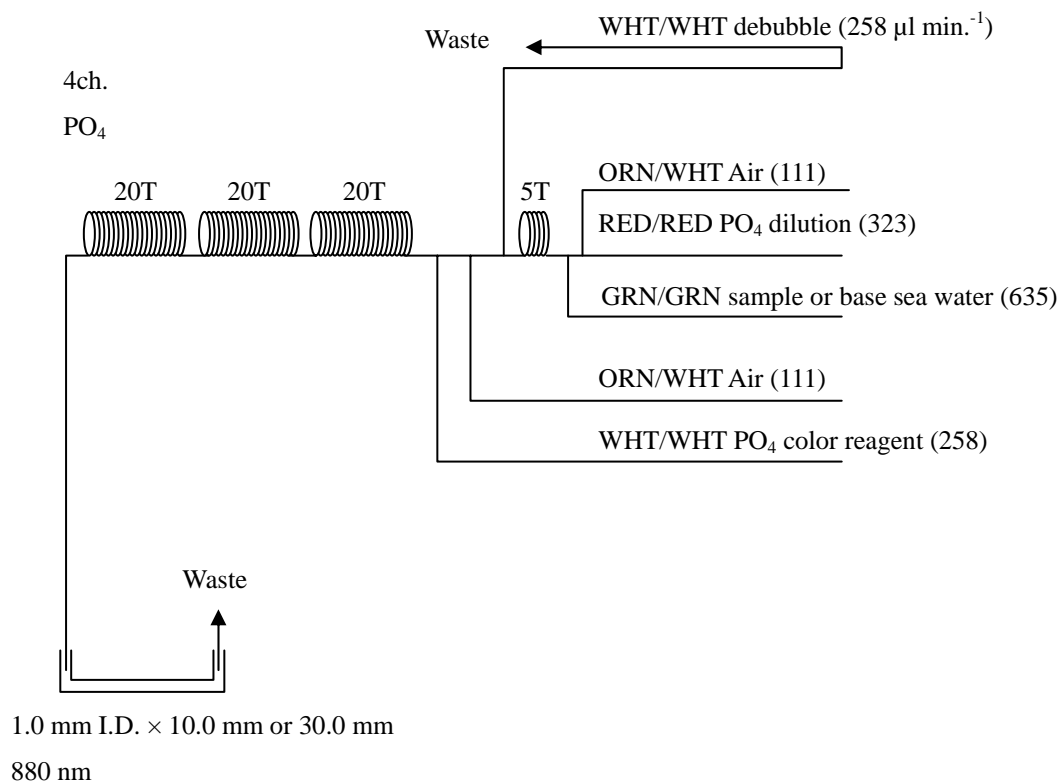 WHT/WHT debubble (258 µl min.⁻¹)
Waste
4ch.
PO₄
20T 20T 20T 5T
ORN/WHT Air (111)
RED/RED PO₄ dilution (323)
GRN/GRN sample or base sea water (635)
ORN/WHT Air (111)
WHT/WHT PO₄ color reagent (258)
Waste
1.0 mm I.D. × 10.0 mm or 30.0 mm
880 nm